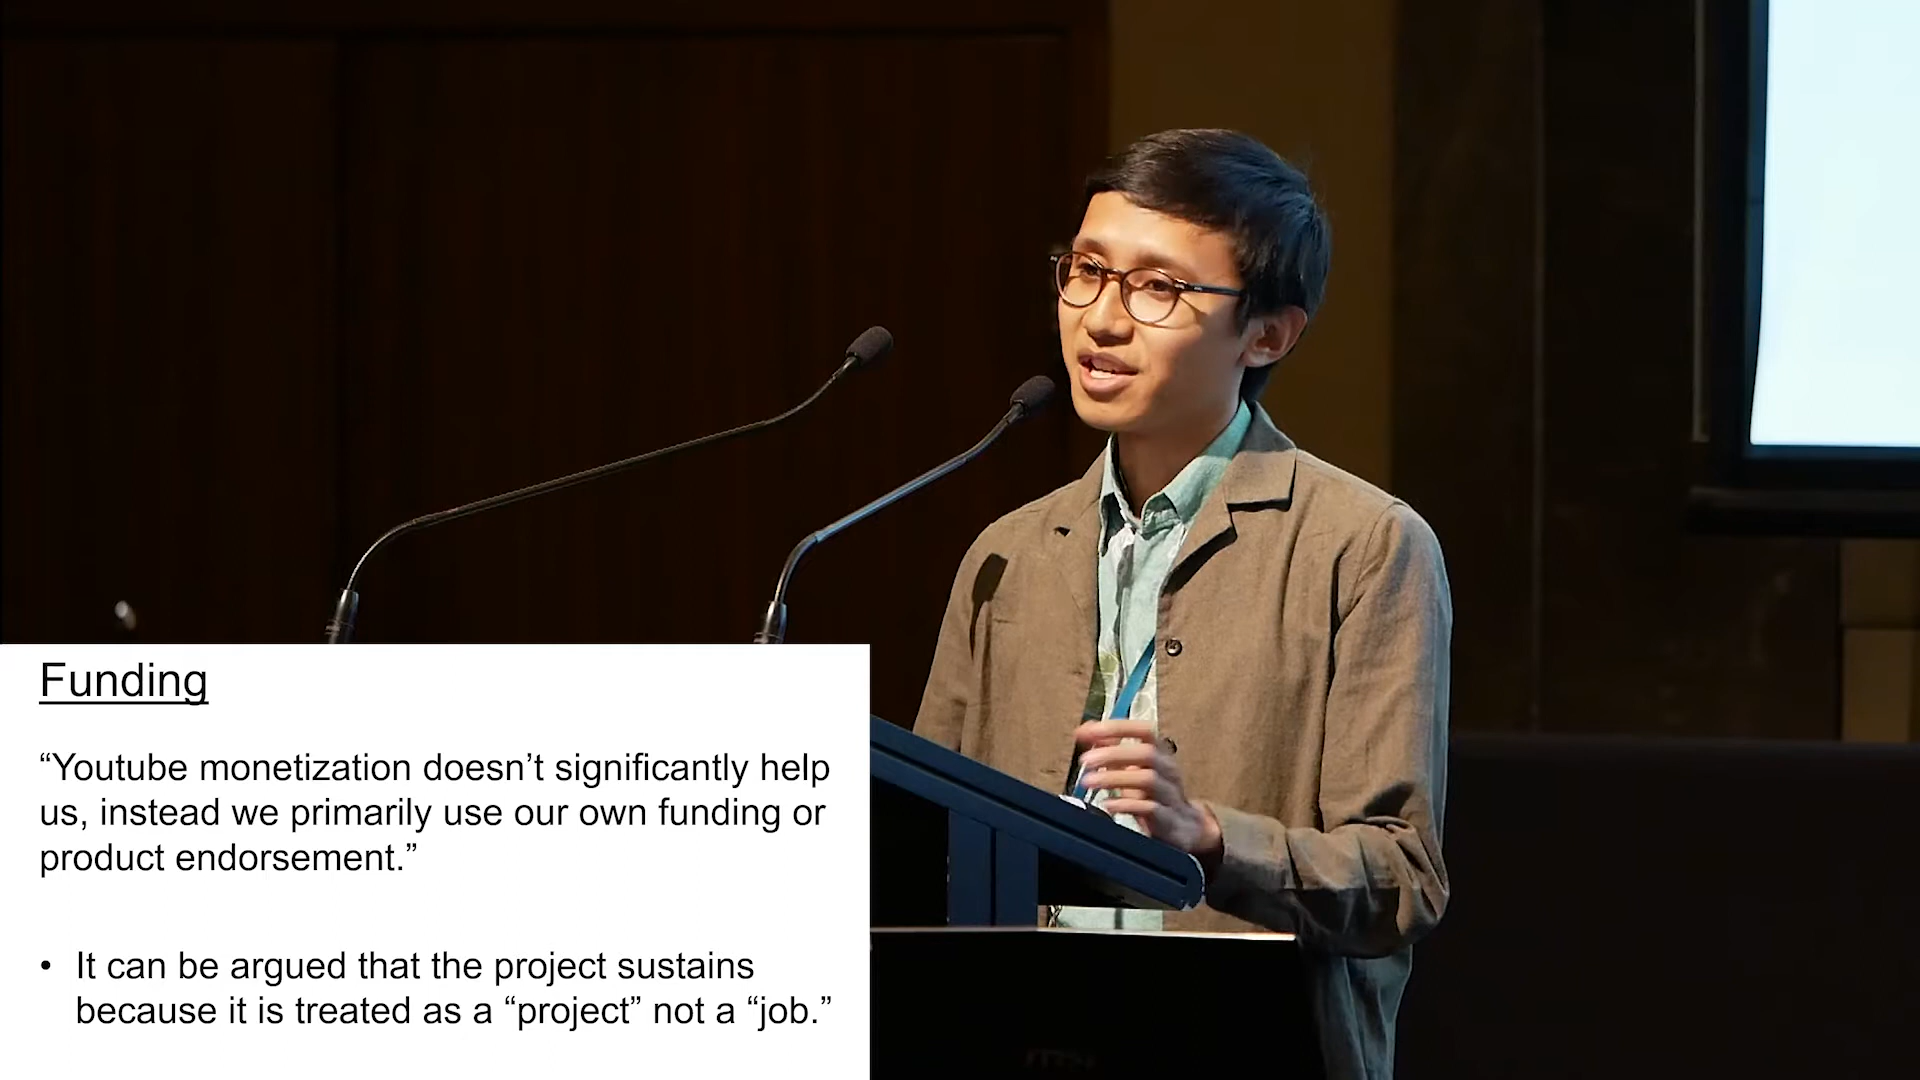 Funding
“Youtube monetization doesn’t significantly help
us, instead we primarily use our own funding or
product endorsement.”
• It can be argued that the project sustains
because it is treated as a “project” not a “job.”